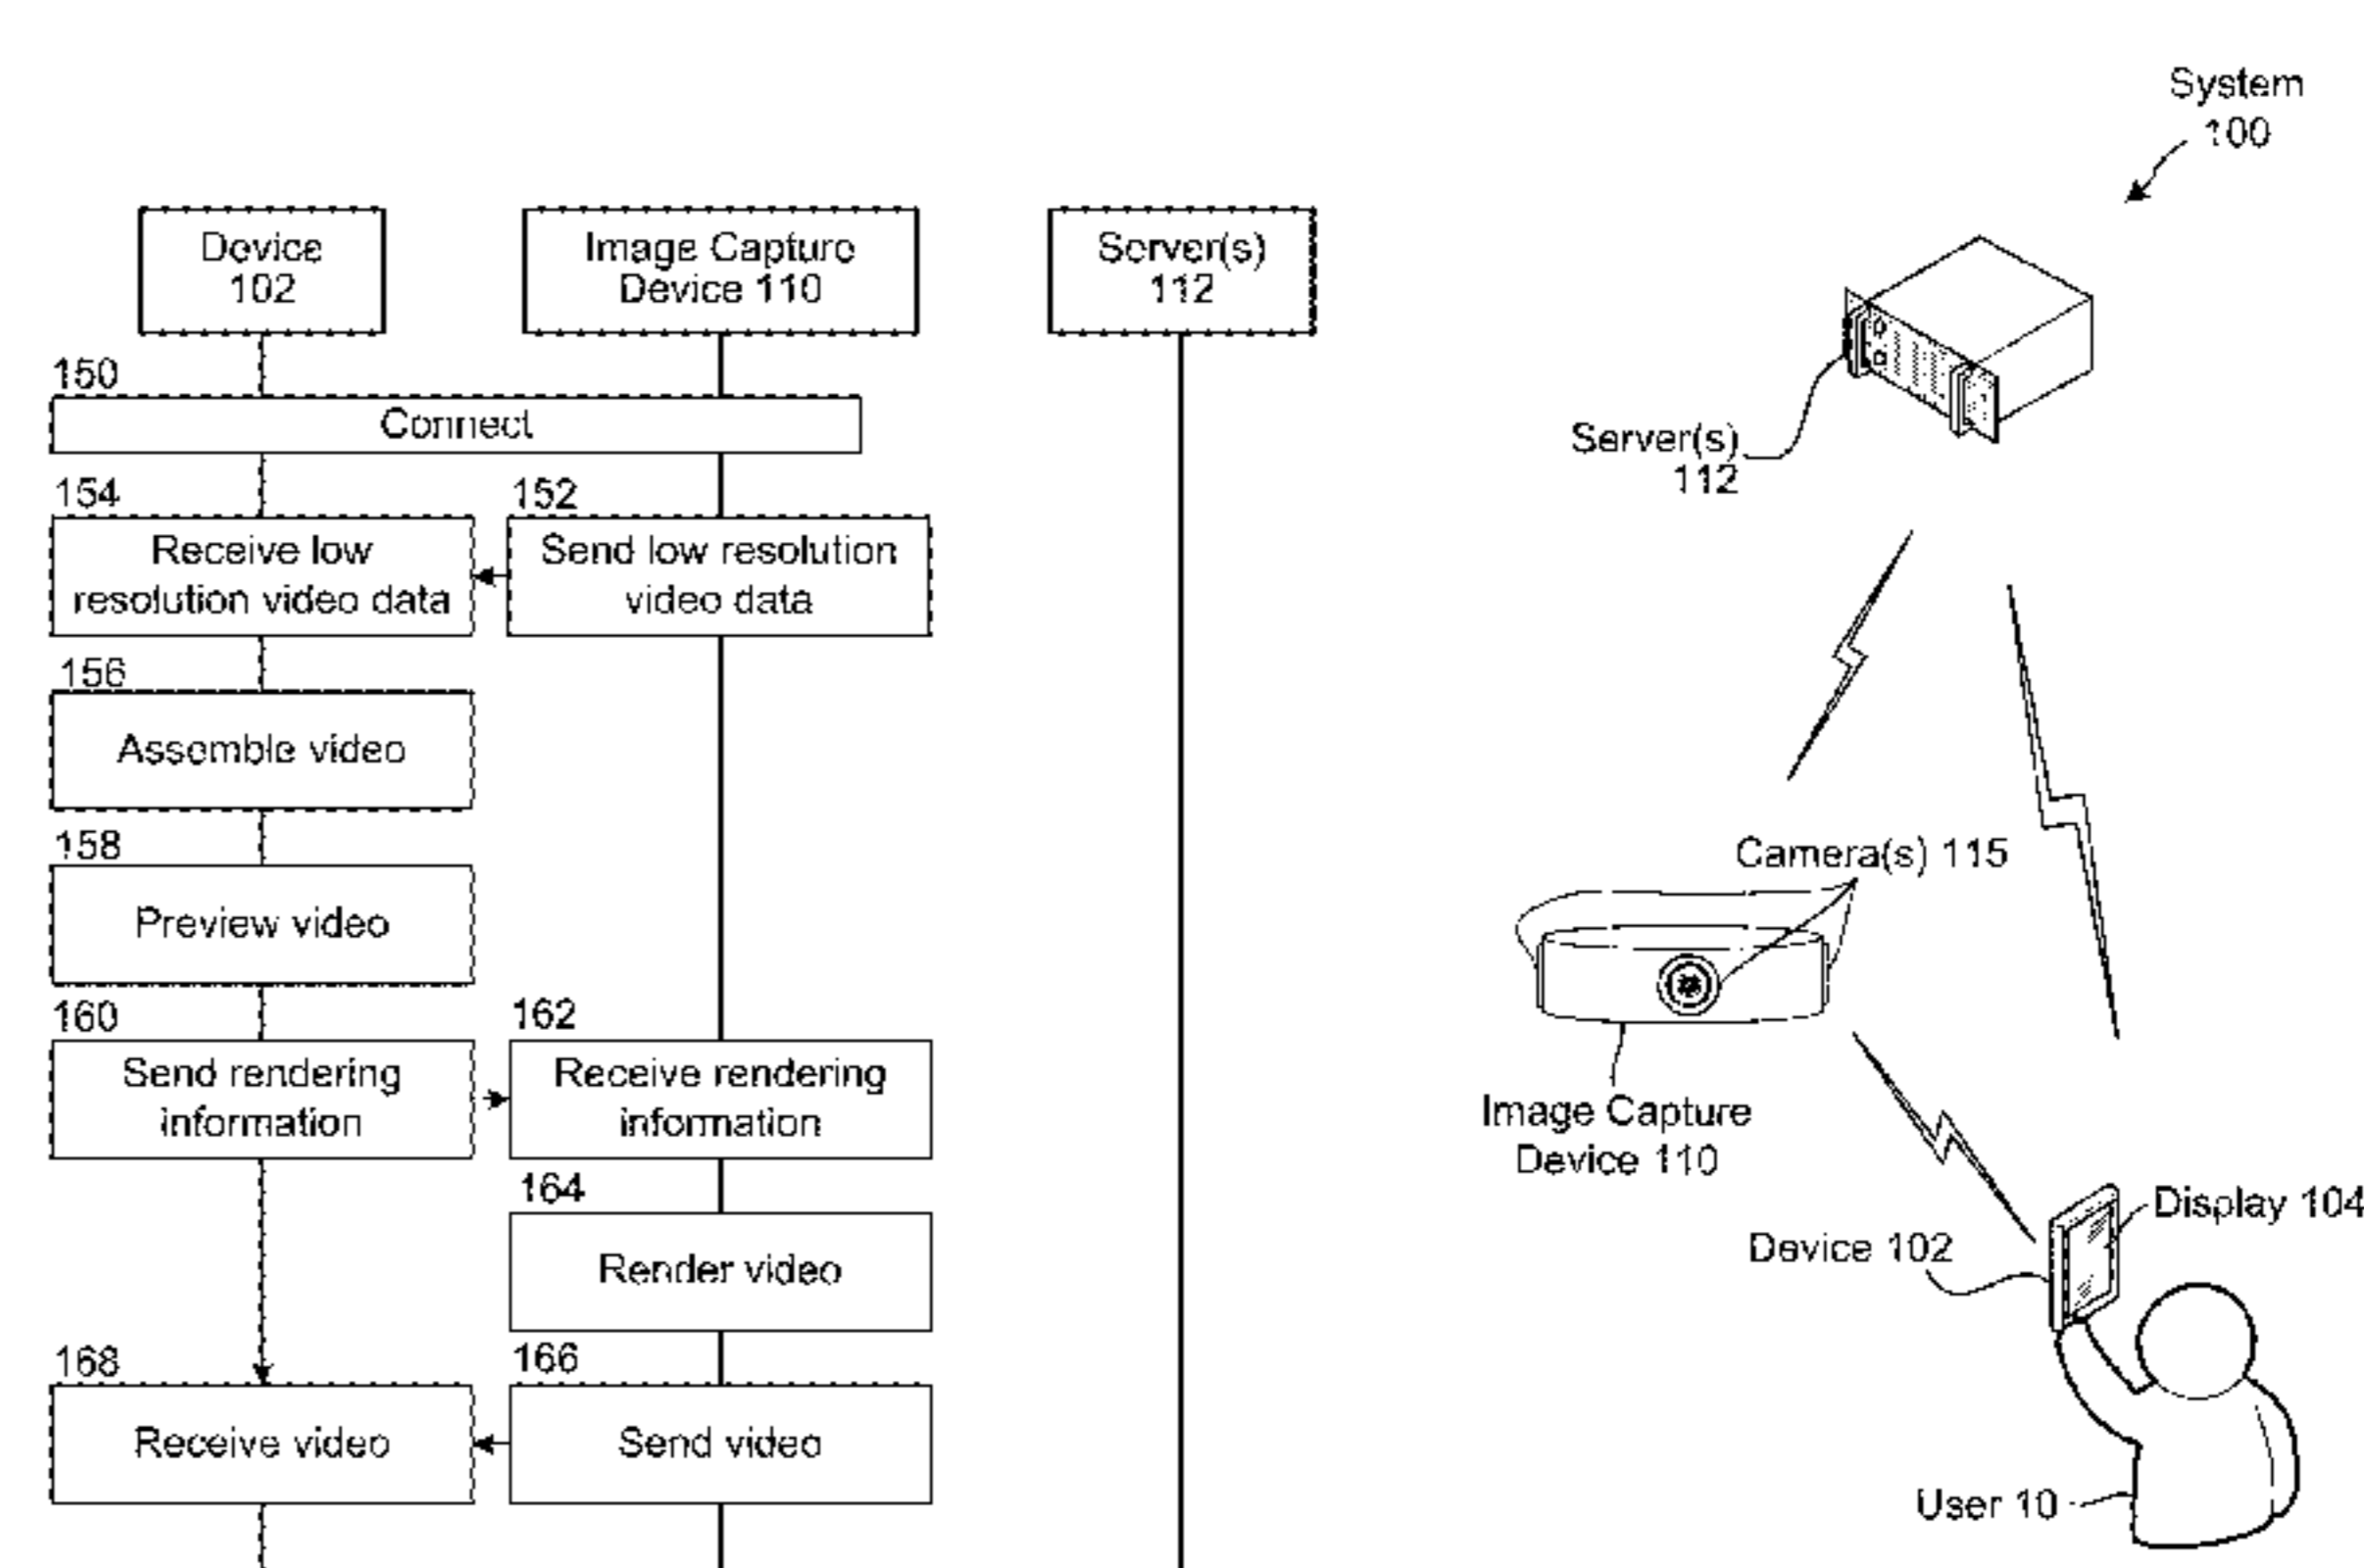 System
100
Device
102
Image Capture
Device 110
Server(s)
112
150
Connect
154
Receive low
resolution video data
152
Send low resolution
video data
156
Assemble video
158
Preview video
160
Send rendering
information
162
Receive rendering
information
164
Render video
168
Receive video
166
Send video
Server(s)
112
Camera(s) 115
Image Capture
Device 110
Device 102
Display 104
User 10